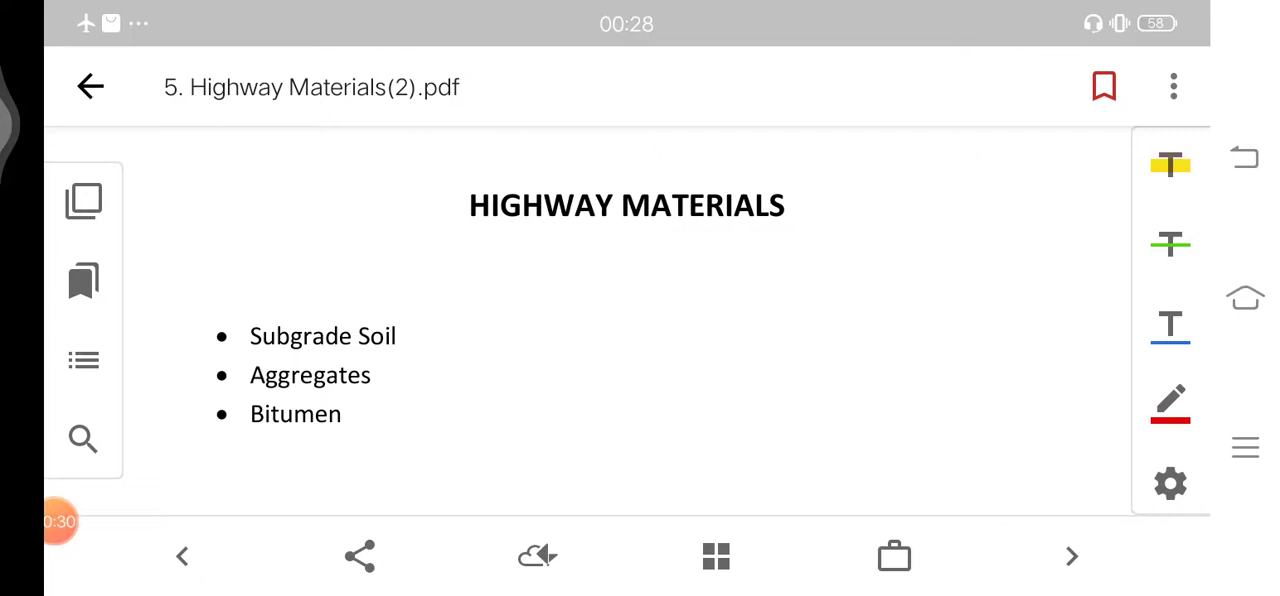 00:28
58
5. Highway Materials(2).pdf
T
HIGHWAY MATERIALS
T
• Subgrade Soil
T
• Aggregates
• Bitumen
0:30